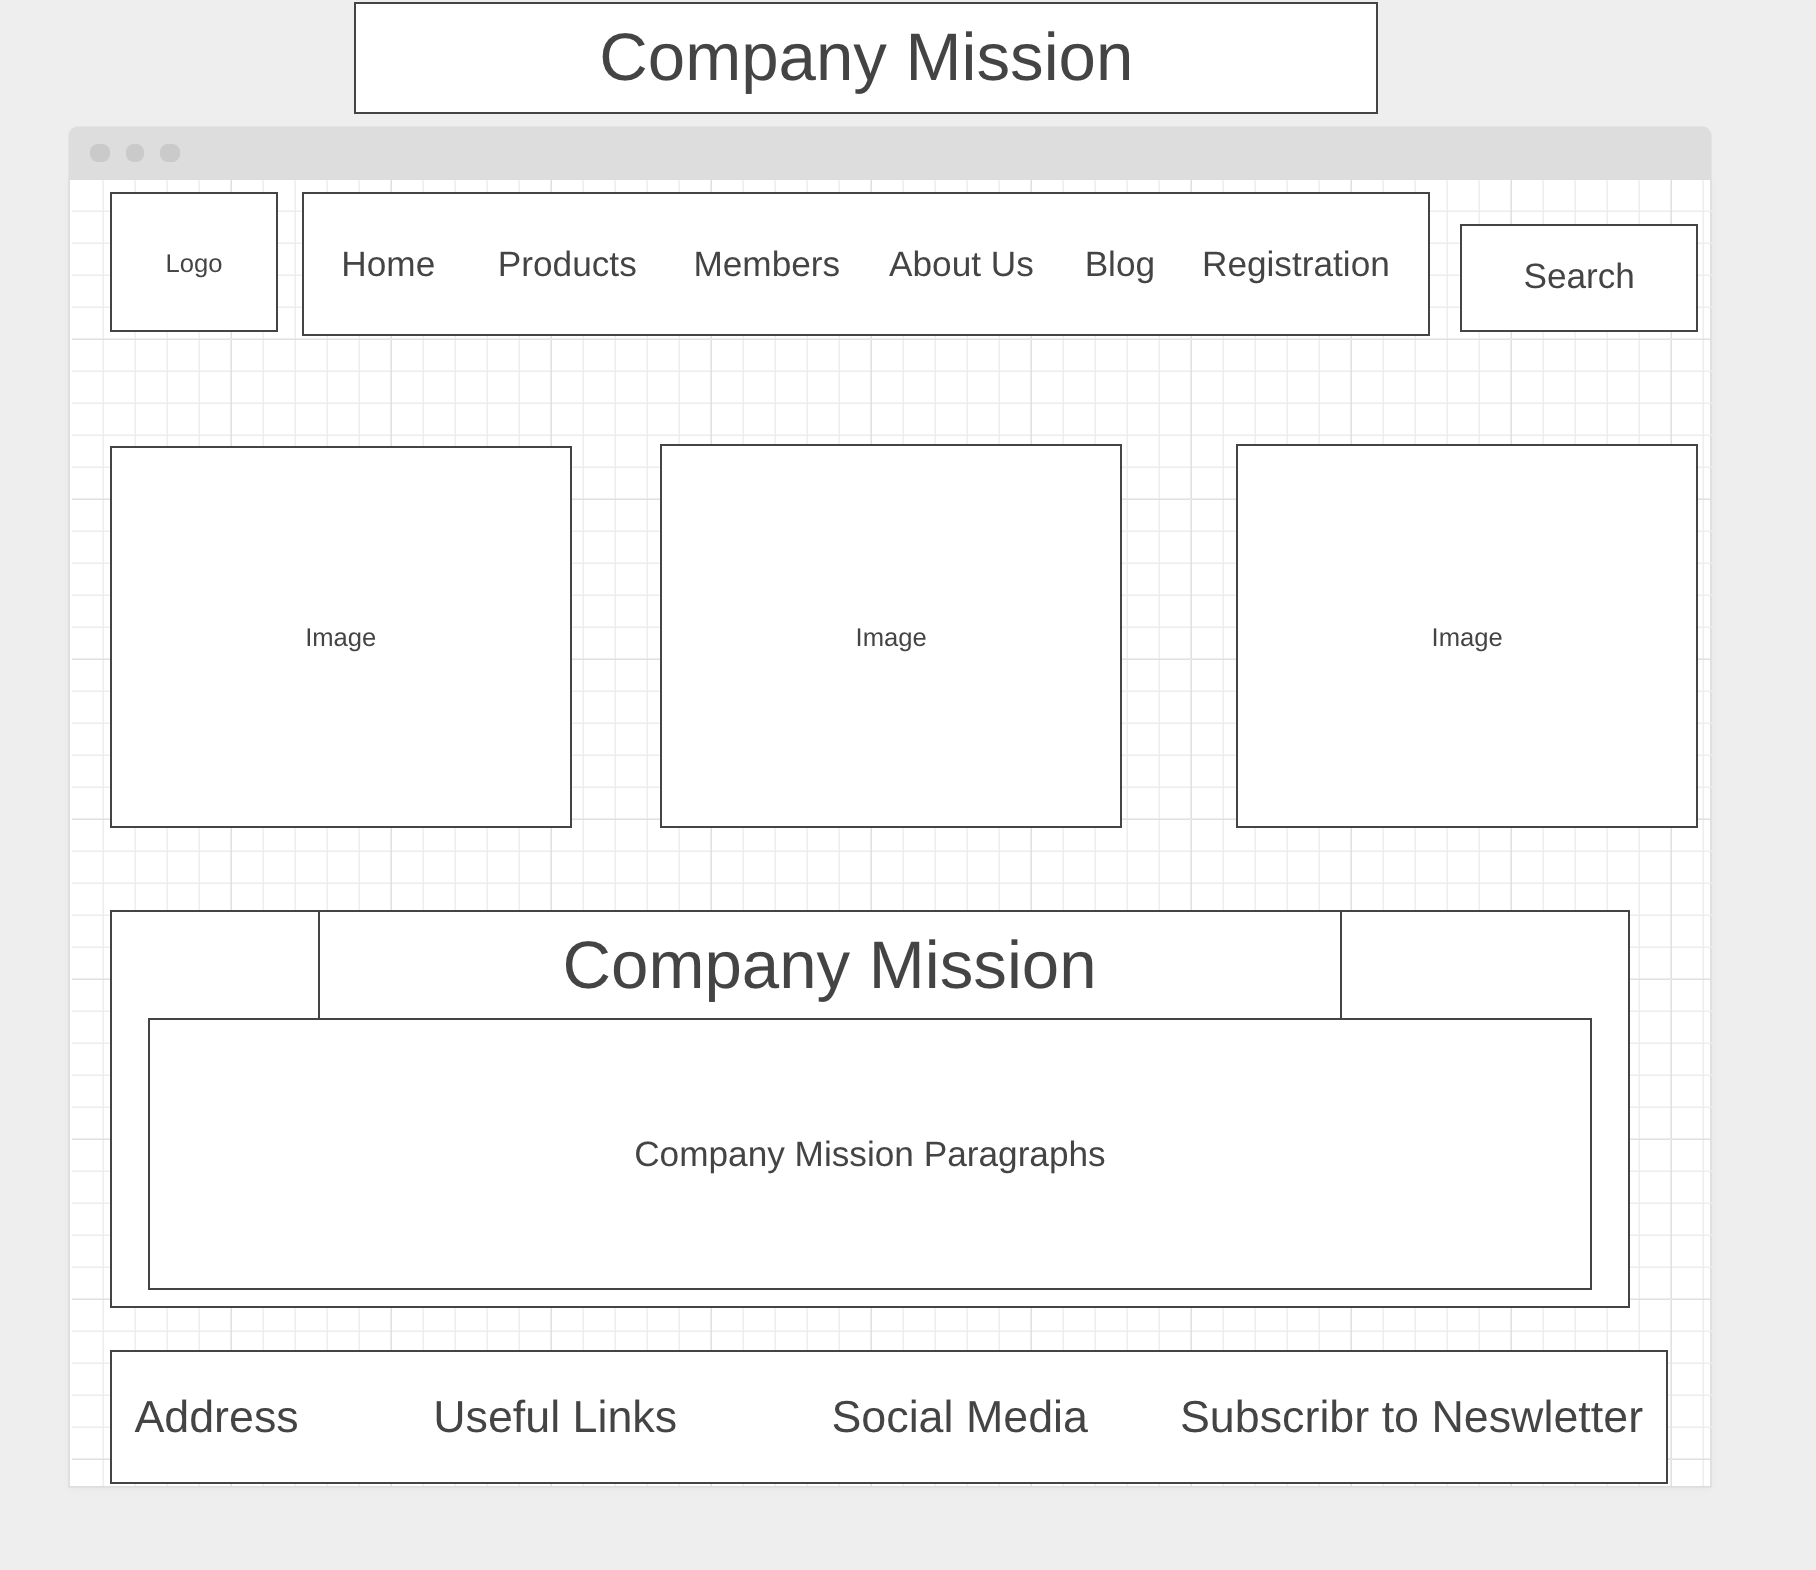 Company Mission
Logo
Home Products Members About Us Blog Registration
Search
Image Image Image
Company Mission
Company Mission Paragraphs
Address Useful Links Social Media Subscribr to Neswletter